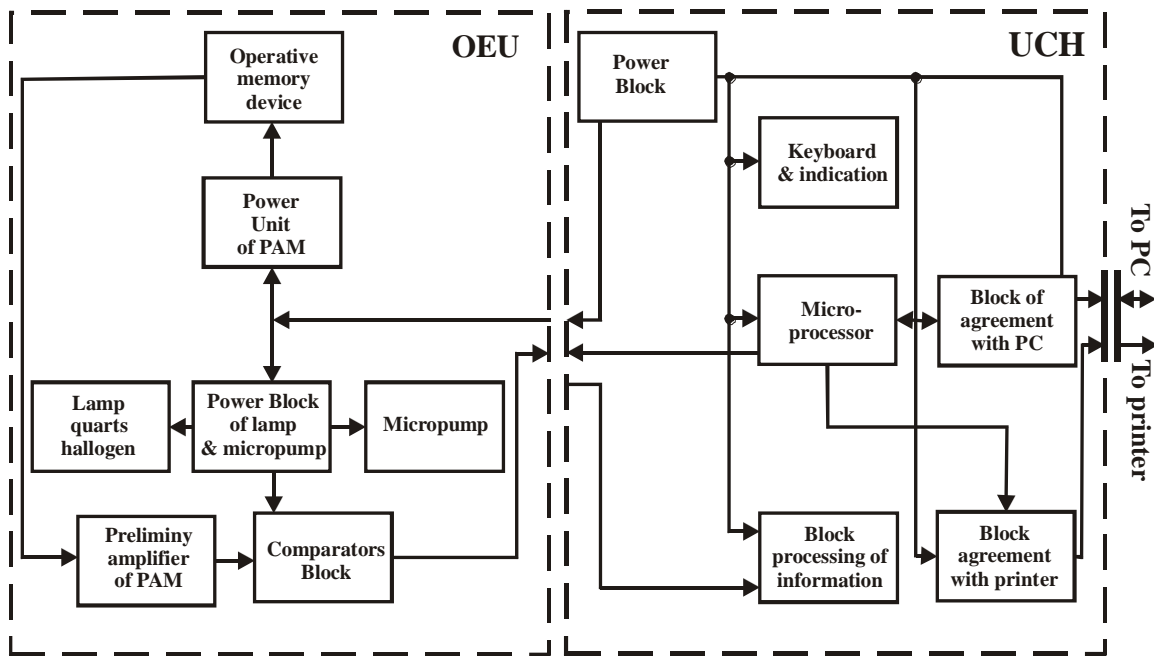 OEU
Operative
memory
device
Power
Unit
of PAM
Lamp
quarts
hallogen
Power Block
of lamp
& micropump
Micropump
Preliminy
amplifier
of PAM
Comparators
Block
UCH
Power
Block
Keyboard
& indication
Micro-
processor
Block of
agreement
with PC
Block
processing of
information
Block
agreement
with printer
To PC
To printer